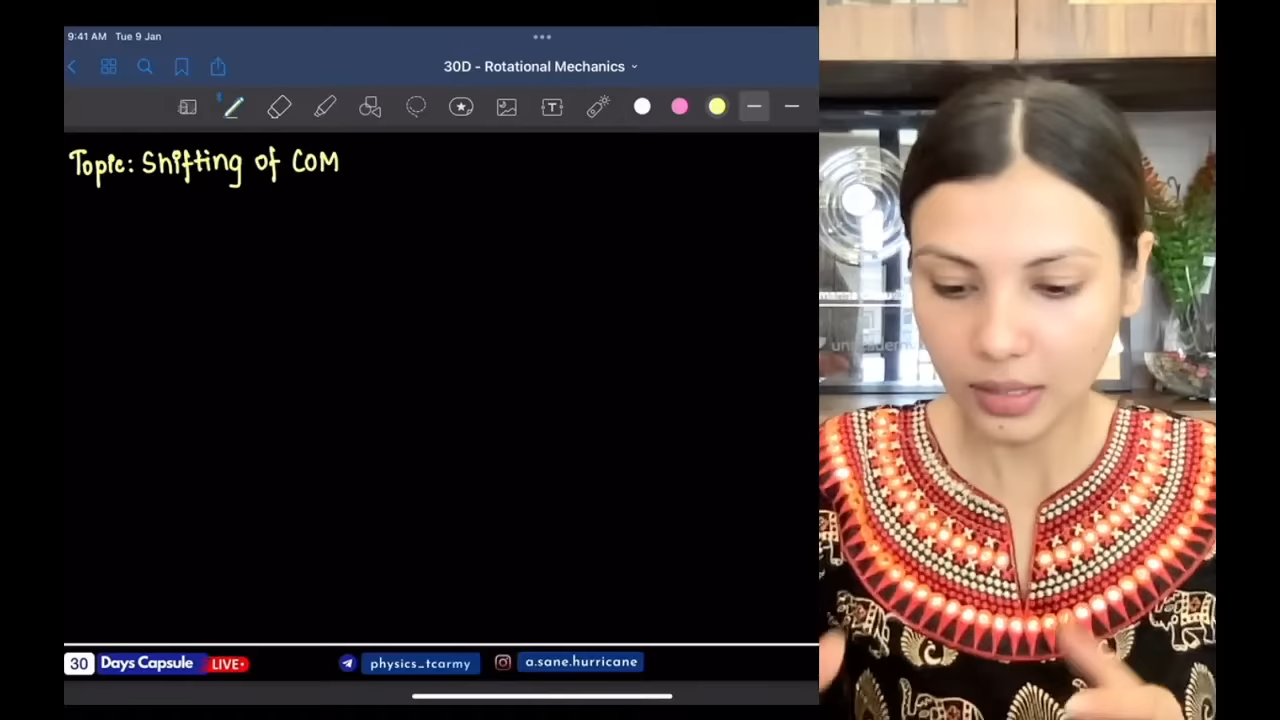 9:41 AM Tue 9 Jan
30D - Rotational Mechanics
T
Topic: Shifting of COM
30 Days Capsule LIVE
physics_tcarmy
a.sane.hurricane